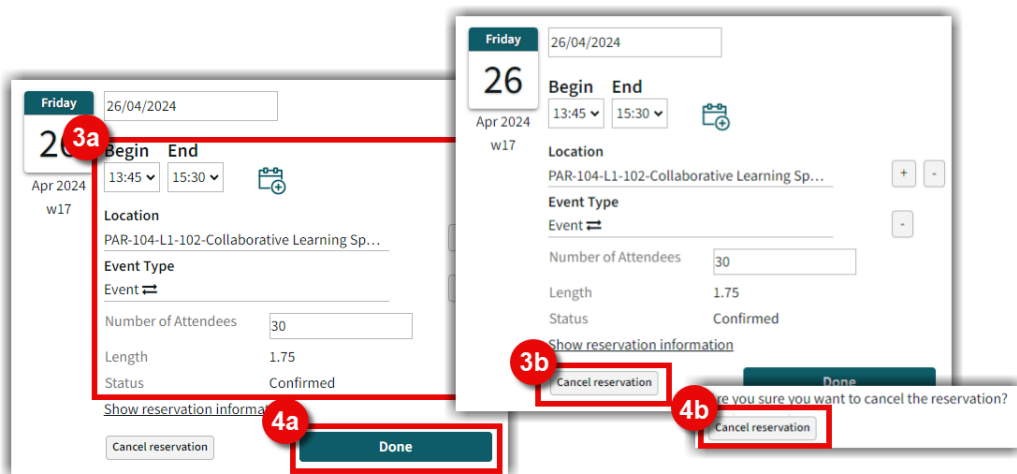 Friday
26/04/2024
26
3a
Begin End
Apr 2024
13:45 15:30
w17
Location
PAR-104-L1-102-Collaborative Learning Sp...
Event Type
Event
Number of Attendees
30
Length 1.75
Status Confirmed
Show reservation informa
4a
Cancel reservation
Done
Friday
26/04/2024
26
Begin End
Apr 2024
13:45 15:30
w17
Location
PAR-104-L1-102-Collaborative Learning Sp...
+ -
Event Type
Event
-
Number of Attendees
30
Length 1.75
Status Confirmed
Show reservation information
3b
Cancel reservation
Done
re you sure you want to cancel the reservation?
4b
Cancel reservation